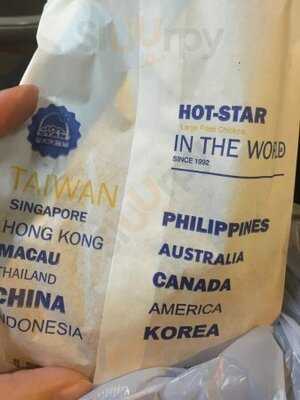 Sluurpy
HOT-STAR
Large Fried Chicken
IN THE WORLD
SINCE 1992
TAIWAN
SINGAPORE
HONG KONG
MACAU
THAILAND
CHINA
INDONESIA
PHILIPPINES
AUSTRALIA
CANADA
AMERICA
KOREA